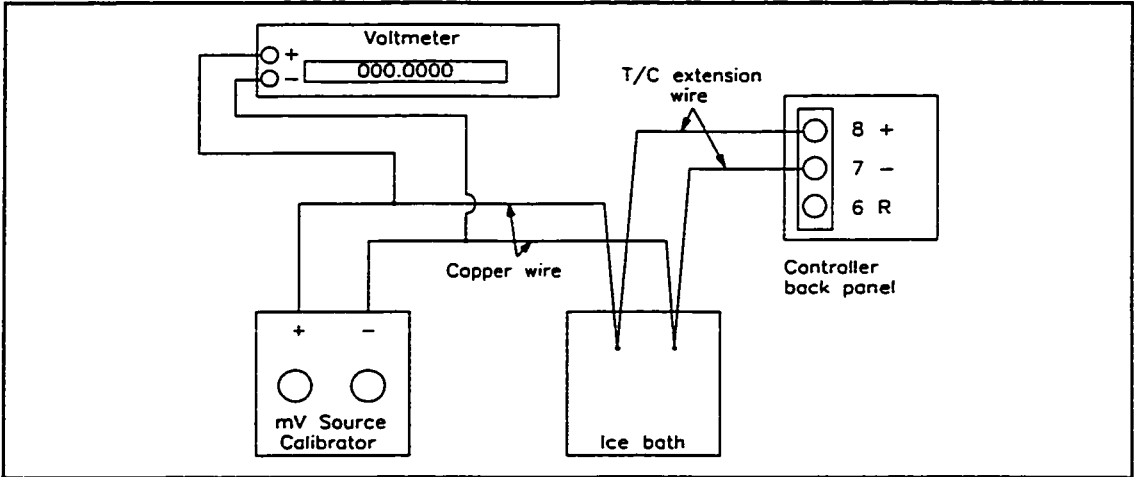 Voltmeter
+
000.0000
−
T/C extension
wire
8 +
7 −
6 R
Controller
back panel
Copper wire
+ −
mV Source
Calibrator
Ice bath